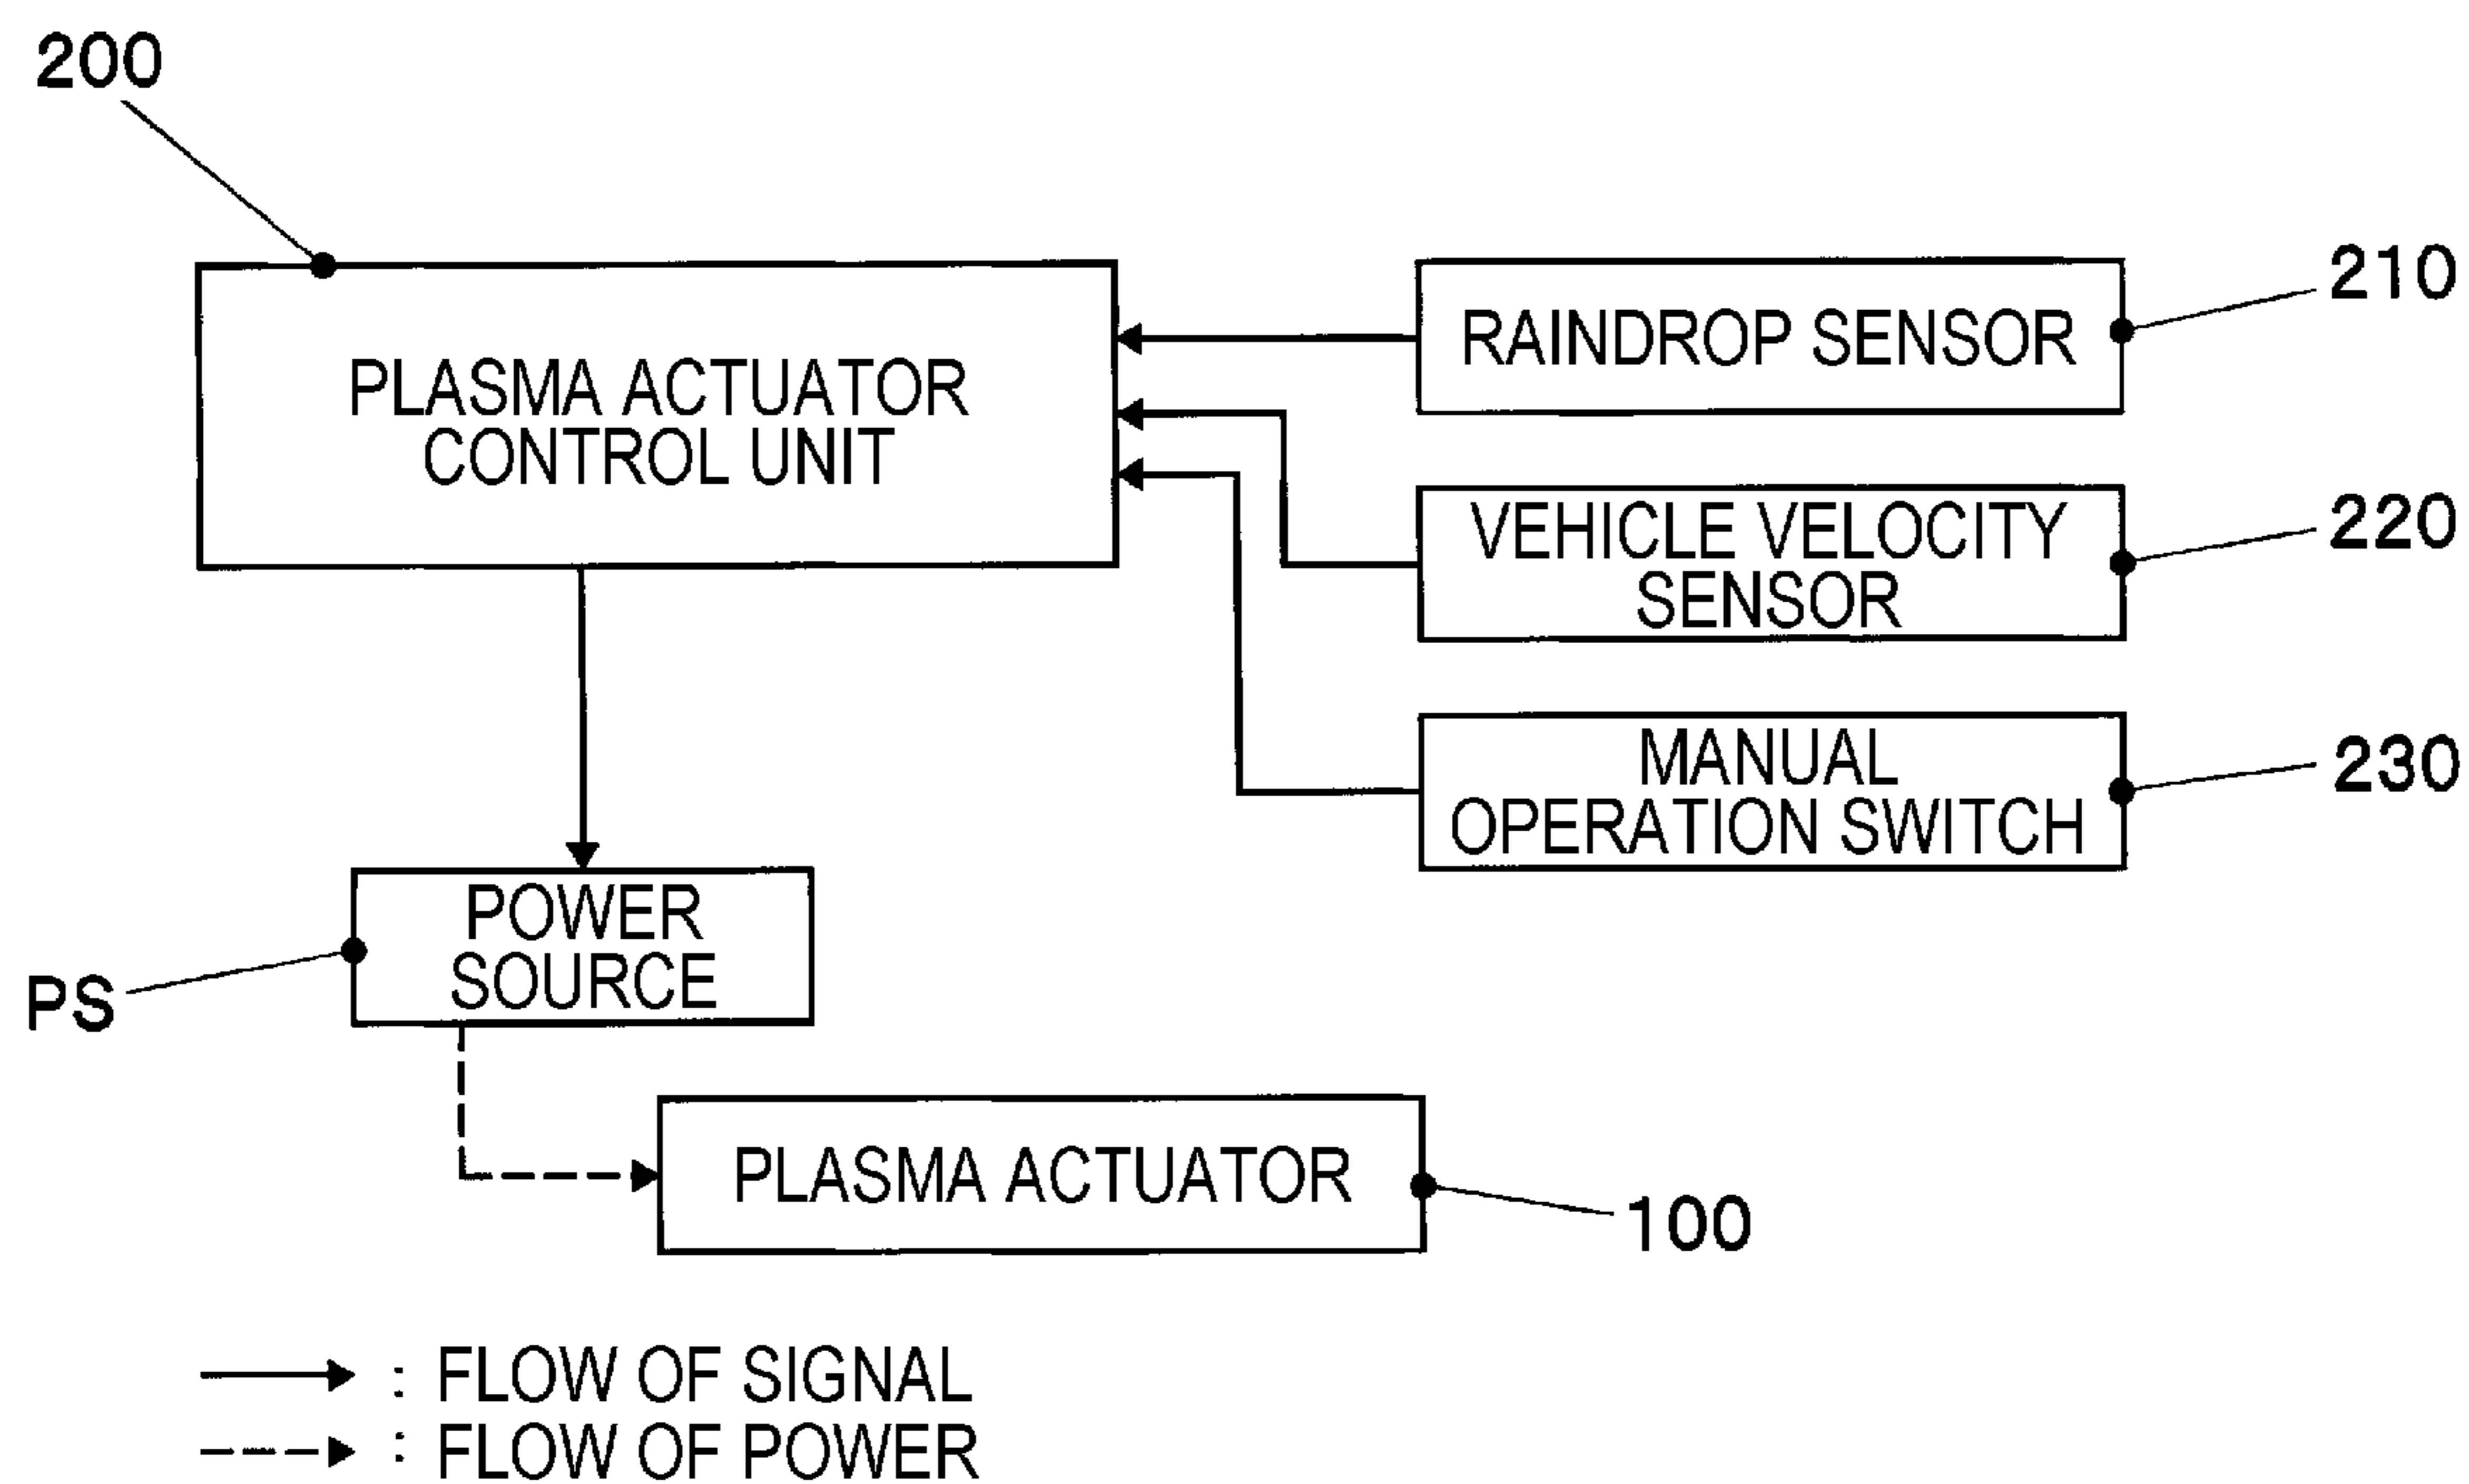 200
PLASMA ACTUATOR
CONTROL UNIT
RAINDROP SENSOR
210
VEHICLE VELOCITY
SENSOR
220
MANUAL
OPERATION SWITCH
230
POWER
SOURCE
PS
PLASMA ACTUATOR
100
: FLOW OF SIGNAL
: FLOW OF POWER